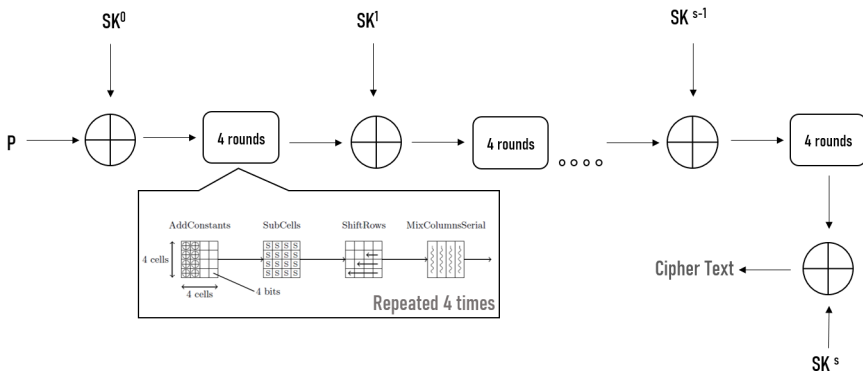 SK⁰
SK¹
SK ˢ⁻¹
P
4 rounds
4 rounds
4 rounds
AddConstants
SubCells
ShiftRows
MixColumnsSerial
4 cells
S S S S
S S S S
S S S S
S S S S
4 cells
4 bits
Repeated 4 times
Cipher Text
SK ˢ